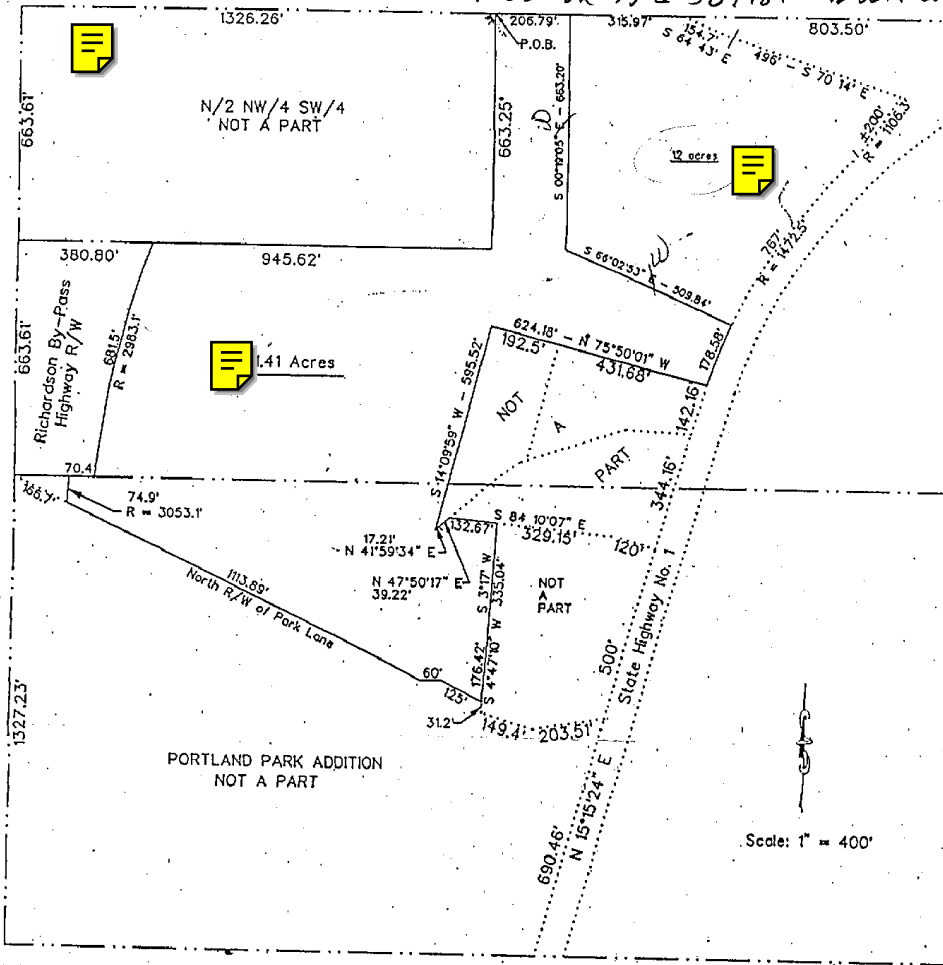 1326.26'
206.79'
315.97'
803.50'
P.O.B.
154.7'
S 64 43' E
496' - S 70 14' E
±200'
R = 1106.3'
N/2 NW/4 SW/4
NOT A PART
663.61'
663.25'
S 00°19'05" E - 663.20'
12 acres
767'
R = 1472.5'
380.80'
945.62'
S 66°02'53" E - 509.84'
Richardson By-Pass
Highway R/W
663.61'
681.5'
R = 2983.1'
1.41 Acres
624.18' - N 75°50'01" W
192.5'
431.68'
178.58'
142.16'
S 14°09'59" W - 595.52'
NOT
A
PART
344.16'
70.4
166.7'
74.9'
R = 3053.1'
132.67'
S 84 10'07" E
329.15'
120'
17.21'
N 41°59'34" E
N 47°50'17" E
39.22'
S 3°17' W
335.04'
NOT
A
PART
1113.89'
North R/W of Park Lane
State Highway No. 1
500'
176.42'
S 4°47'10" W
60'
125'
31.2'
149.4'
203.51'
1327.23'
PORTLAND PARK ADDITION
NOT A PART
690.46'
N 15°15'24" E
Scale: 1" = 400'